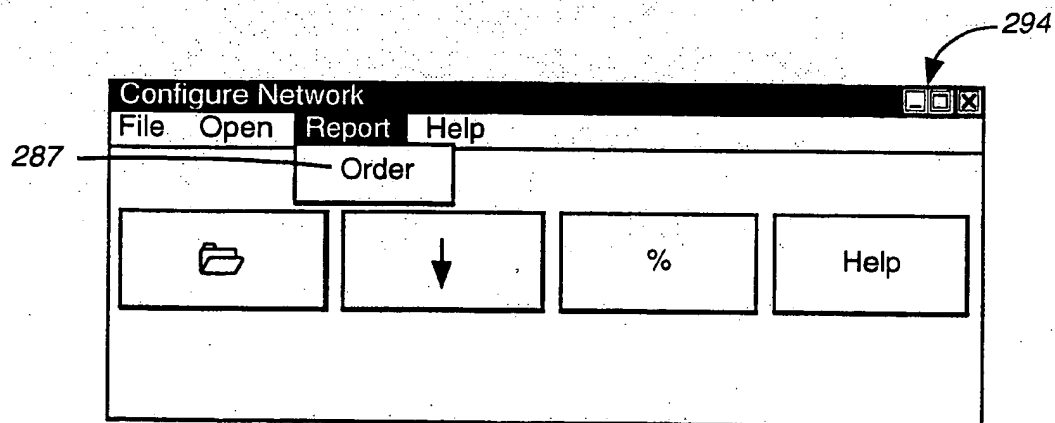 294
Configure Network
File Open Report Help
287
Order
% Help